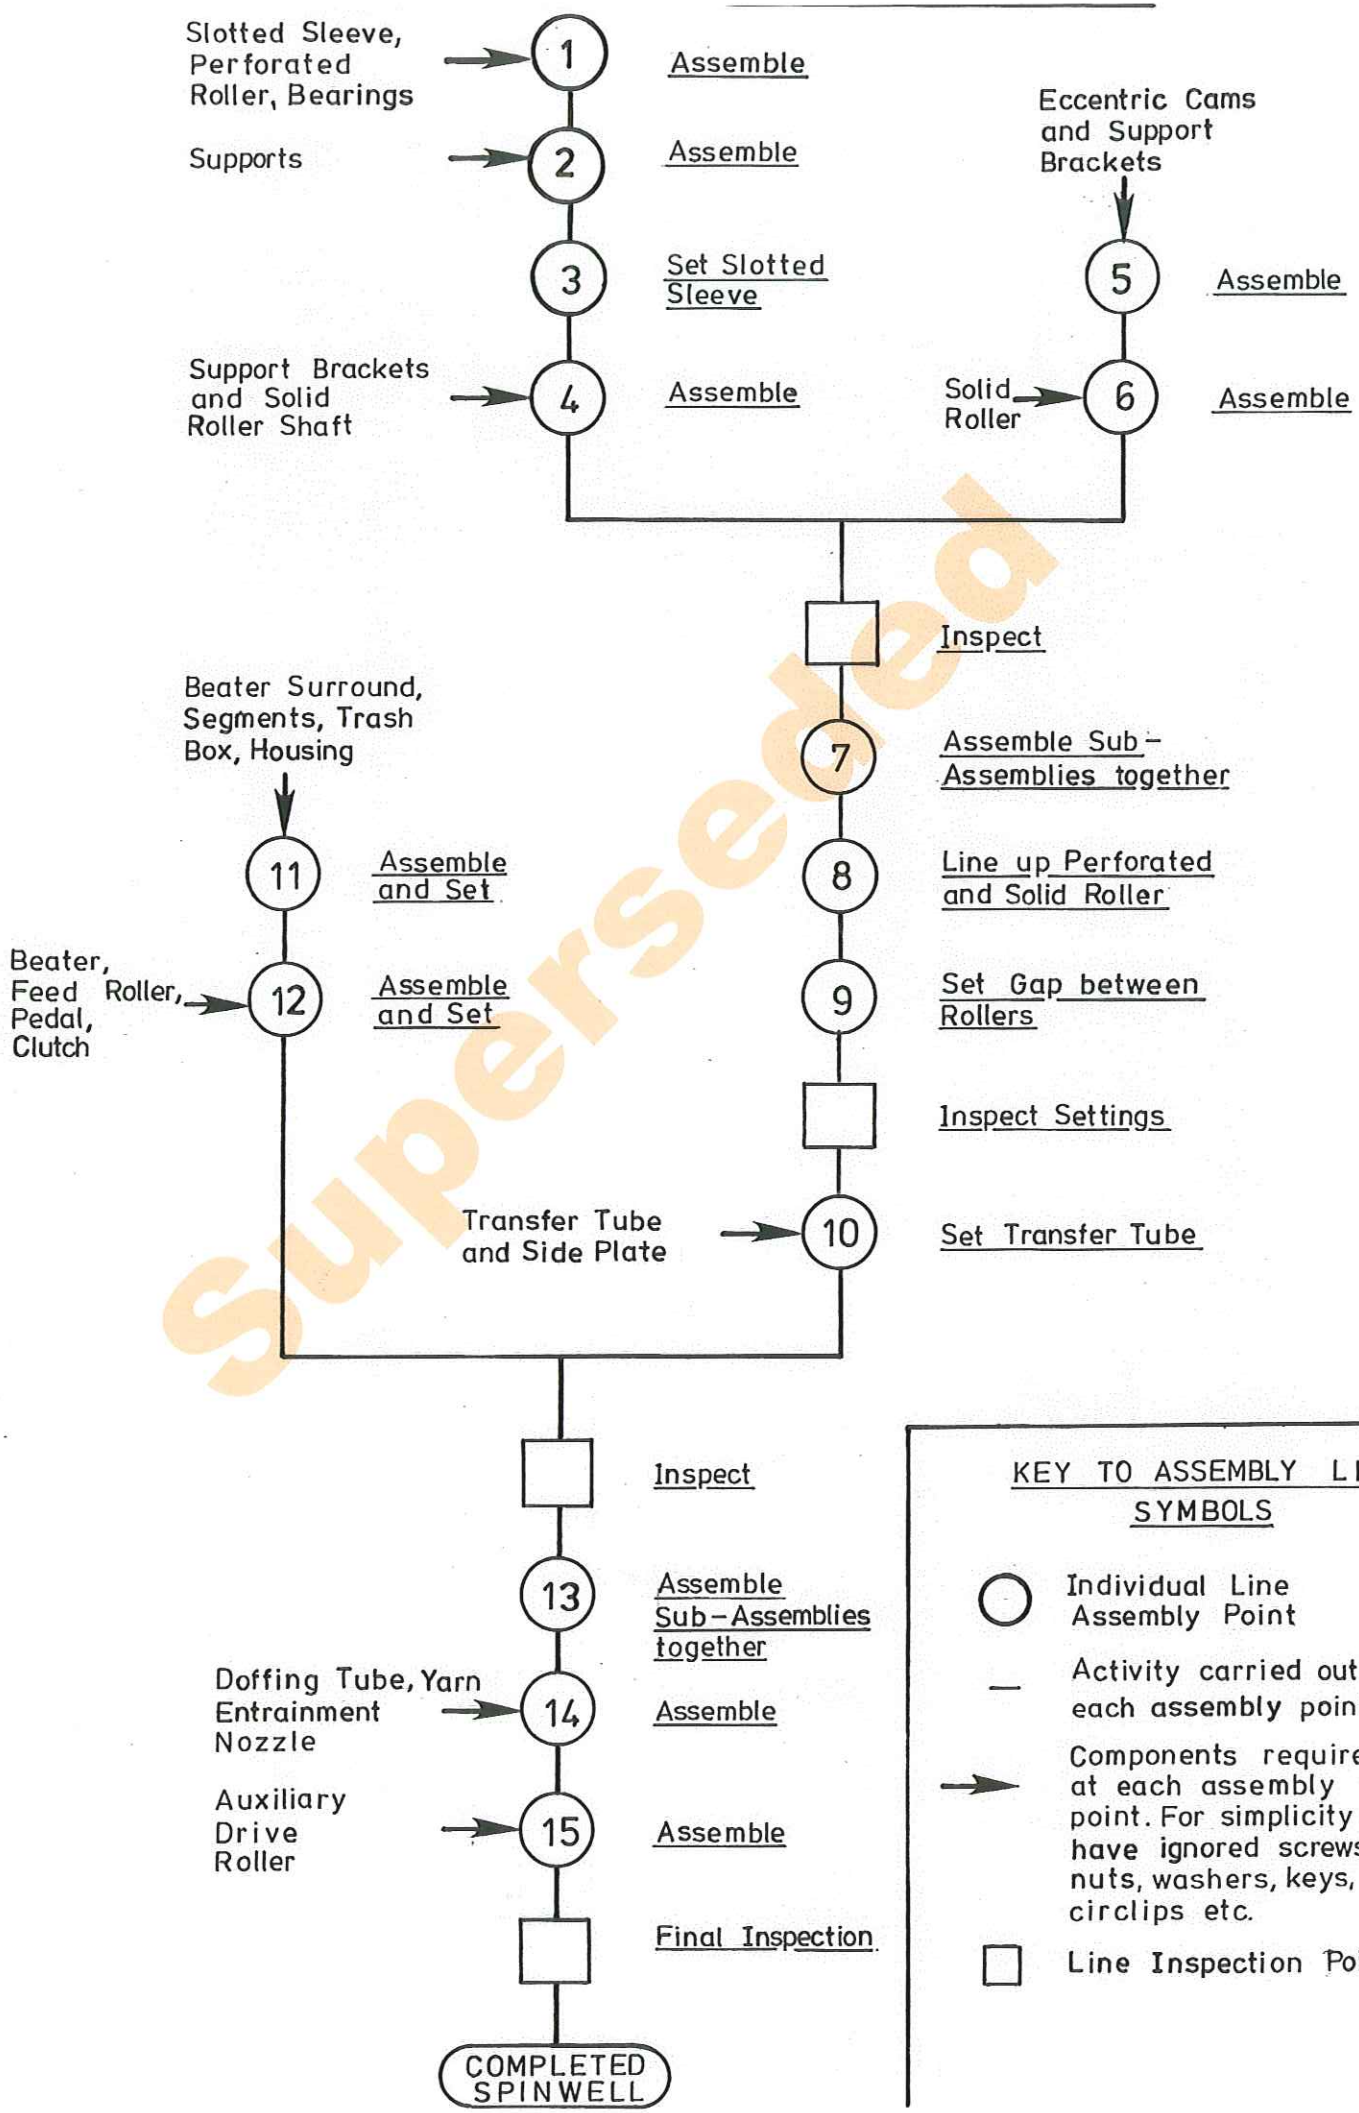 Slotted Sleeve,
Perforated
Roller, Bearings
1
Assemble
Supports
2
Assemble
3
Set Slotted
Sleeve
Support Brackets
and Solid
Roller Shaft
4
Assemble
Eccentric Cams
and Support
Brackets
5
Assemble
Solid
Roller
6
Assemble
Inspect
7
Assemble Sub-
Assemblies together
8
Line up Perforated
and Solid Roller
9
Set Gap between
Rollers
Inspect Settings
Transfer Tube
and Side Plate
10
Set Transfer Tube
Beater Surround,
Segments, Trash
Box, Housing
11
Assemble
and Set
Beater,
Feed Roller,
Pedal,
Clutch
12
Assemble
and Set
Inspect
13
Assemble
Sub-Assemblies
together
Doffing Tube, Yarn
Entrainment
Nozzle
14
Assemble
Auxiliary
Drive
Roller
15
Assemble
Final Inspection.
COMPLETED
SPINWELL
KEY TO ASSEMBLY
SYMBOLS
Individual Line
Assembly Point
Activity carried out
each assembly
Components
at each assembly
point. For simplicity
have ignored screws
nuts, washers, keys,
circlips etc.
Line Inspection
Superseded